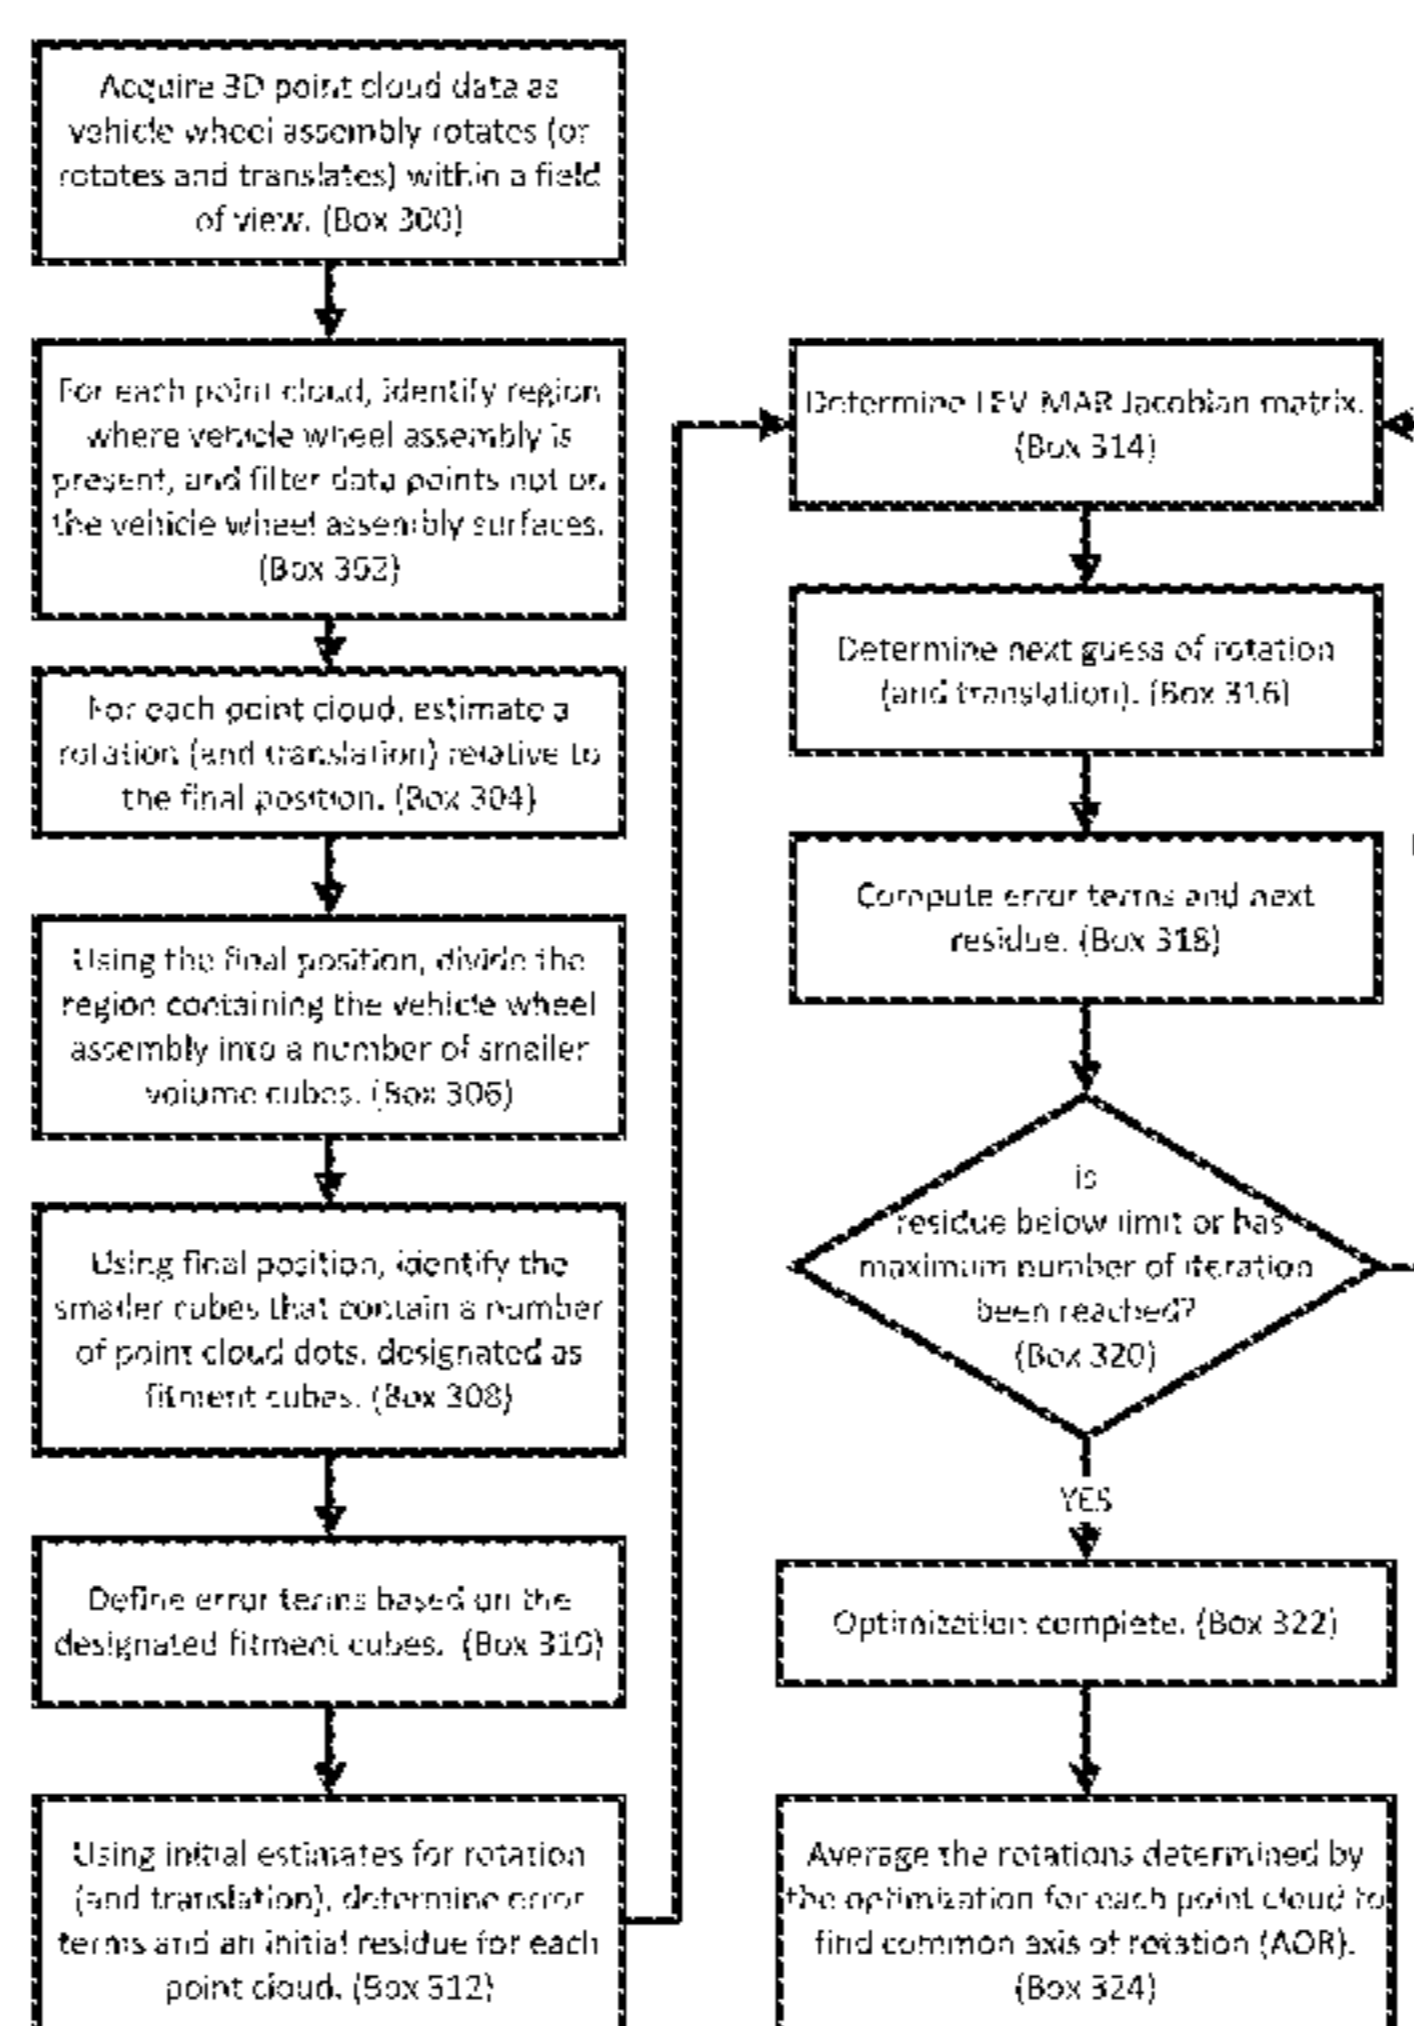 Acquire 3D point cloud data as
vehicle wheel assembly rotates (or
rotates and translates) within a field
of view. (Box 300)
For each point cloud, identify region
where vehicle wheel assembly is
present, and filter data points not on
the vehicle wheel assembly surfaces.
(Box 302)
For each point cloud, estimate a
rotation (and translation) relative to
the final position. (Box 304)
Using the final position, divide the
region containing the vehicle wheel
assembly into a number of smaller
volume cubes. (Box 306)
Using final position, identify the
smaller cubes that contain a number
of point cloud dots, designated as
fitment cubes. (Box 308)
Define error terms based on the
designated fitment cubes. (Box 310)
Using initial estimates for rotation
(and translation), determine error
terms and an initial residue for each
point cloud. (Box 312)
Determine LEV-MAR Jacobian matrix.
(Box 314)
Determine next guess of rotation
(and translation). (Box 316)
Compute error terms and next
residue. (Box 318)
is
residue below limit or has
maximum number of iteration
been reached?
(Box 320)
YES
Optimization complete. (Box 322)
Average the rotations determined by
the optimization for each point cloud to
find common axis of rotation (AOR).
(Box 324)